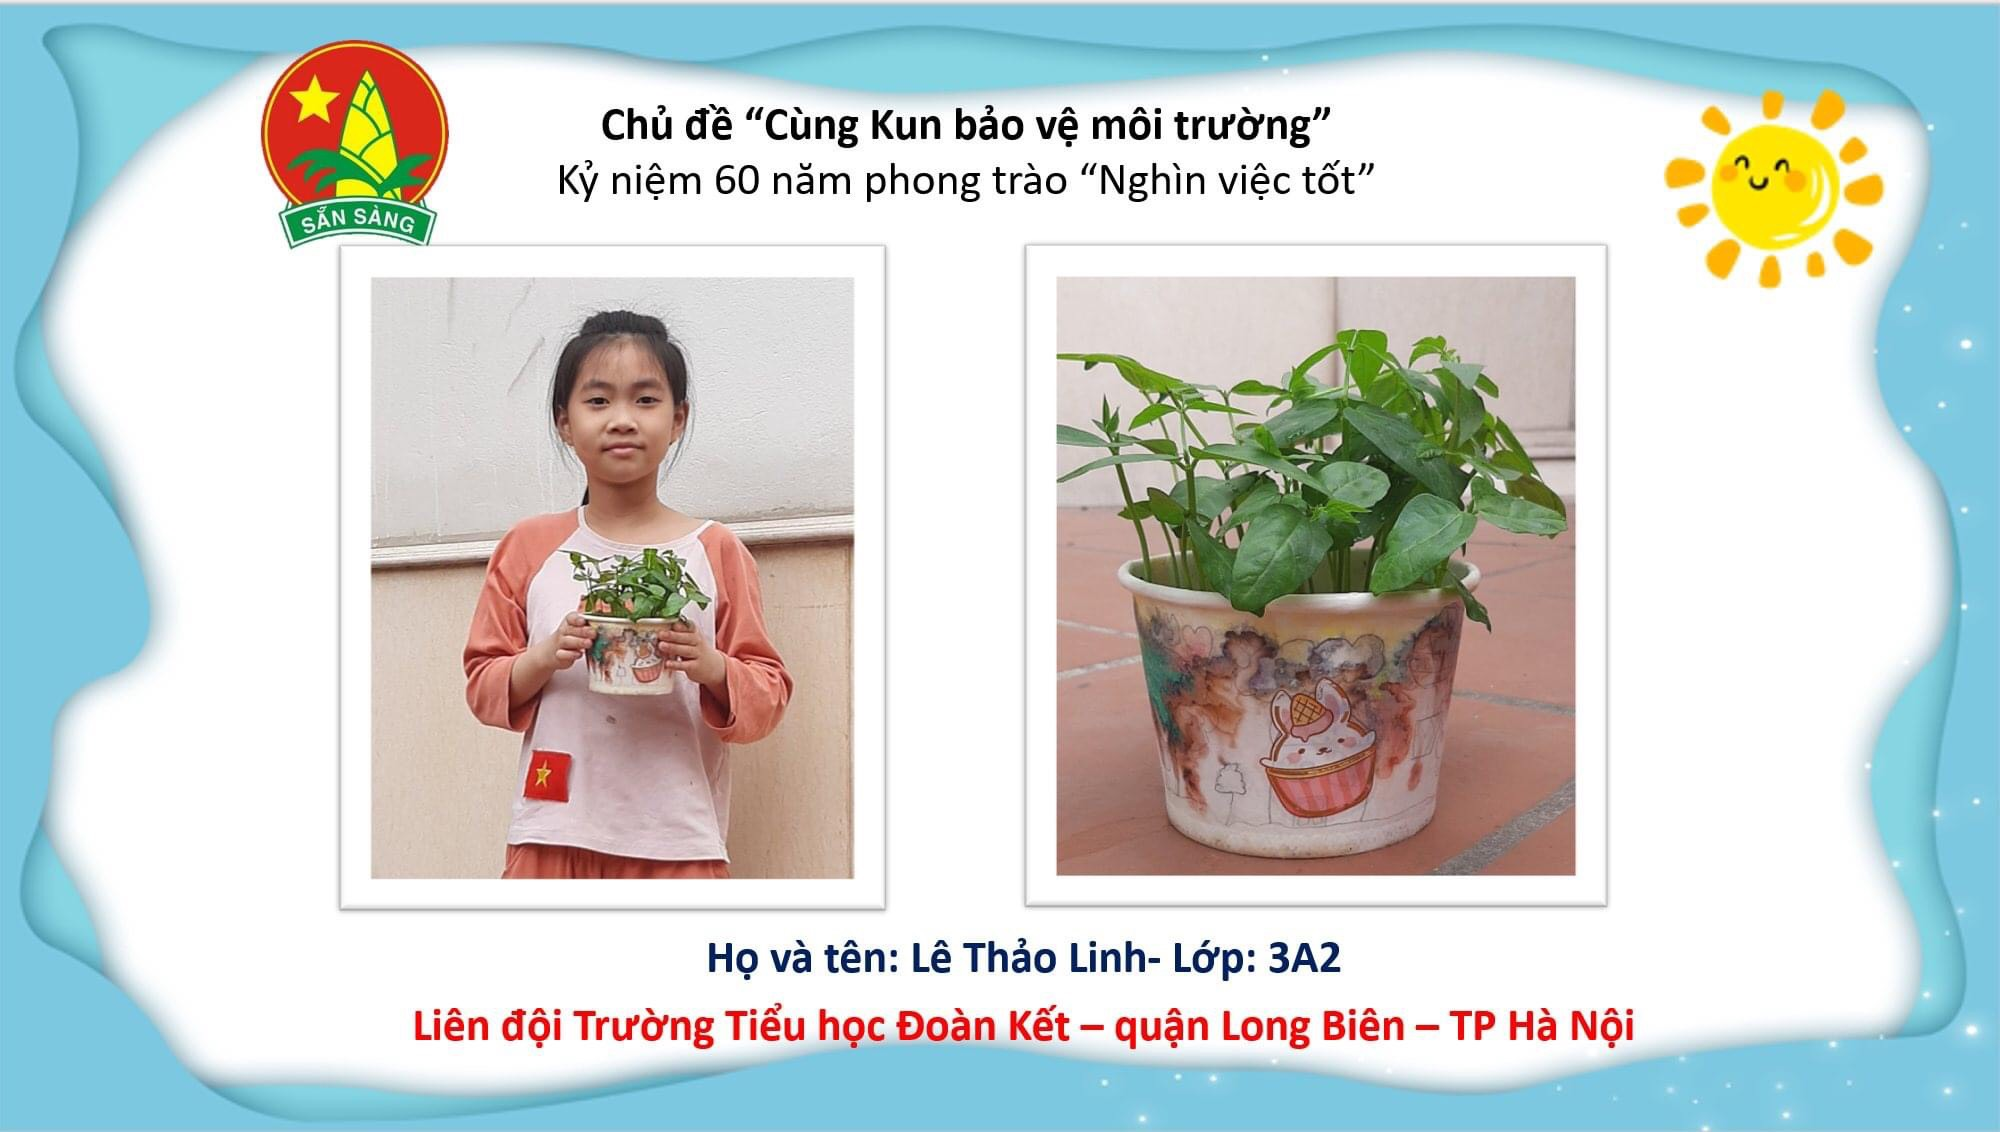 Chủ đề “Cùng Kun bảo vệ môi trường”
Kỷ niệm 60 năm phong trào “Nghìn việc tốt”
SẴN SÀNG
Họ và tên: Lê Thảo Linh- Lớp: 3A2
Liên đội Trường Tiểu học Đoàn Kết – quận Long Biên – TP Hà Nội